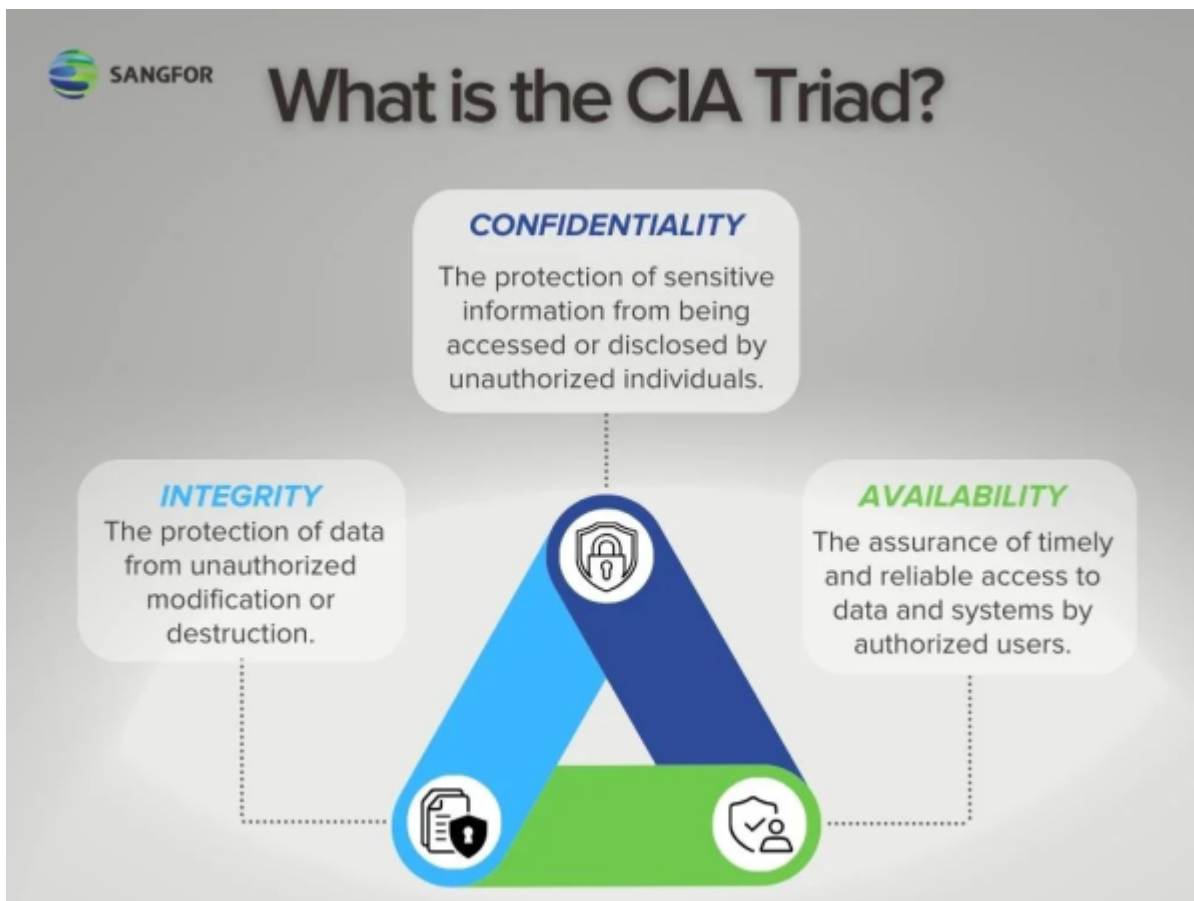 SANGFOR
What is the CIA Triad?
CONFIDENTIALITY
The protection of sensitive
information from being
accessed or disclosed by
unauthorized individuals.
INTEGRITY
The protection of data
from unauthorized
modification or
destruction.
AVAILABILITY
The assurance of timely
and reliable access to
data and systems by
authorized users.